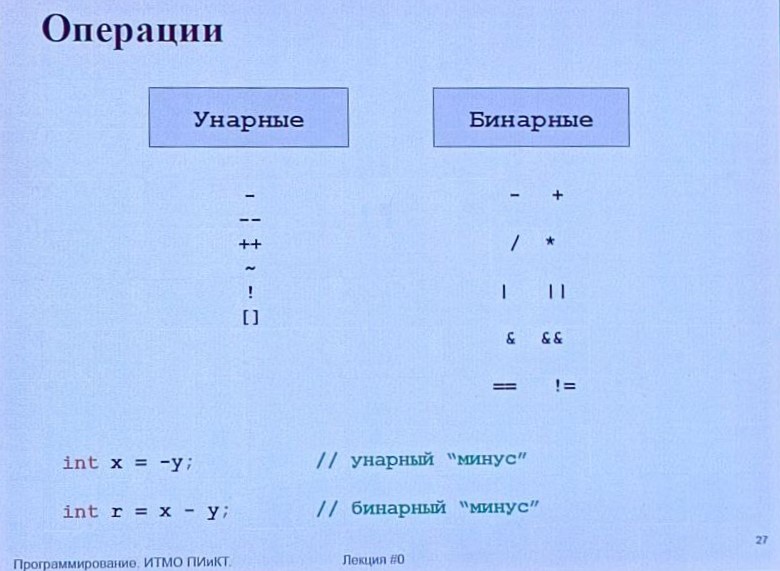 Операции
Унарные
Бинарные
-
--
++
~
!
[]
- +
/ *
| ||
& &&
== !=
int x = -y; // унарный “минус”
int r = x - y; // бинарный “минус”
27
Программирование. ИТМО ПИиКТ.
Лекция #0